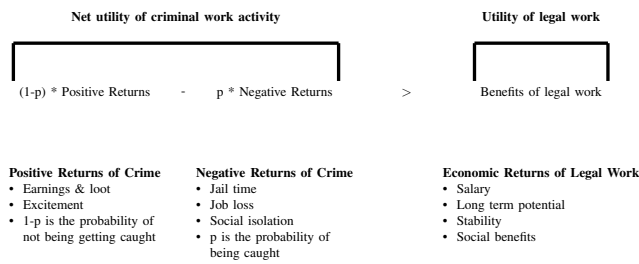 Net utility of criminal work activity
Utility of legal work
(1-p) * Positive Returns - p * Negative Returns > Benefits of legal work
Positive Returns of Crime
• Earnings & loot
• Excitement
• 1-p is the probability of
not being getting caught
Negative Returns of Crime
• Jail time
• Job loss
• Social isolation
• p is the probability of
being caught
Economic Returns of Legal Work
• Salary
• Long term potential
• Stability
• Social benefits